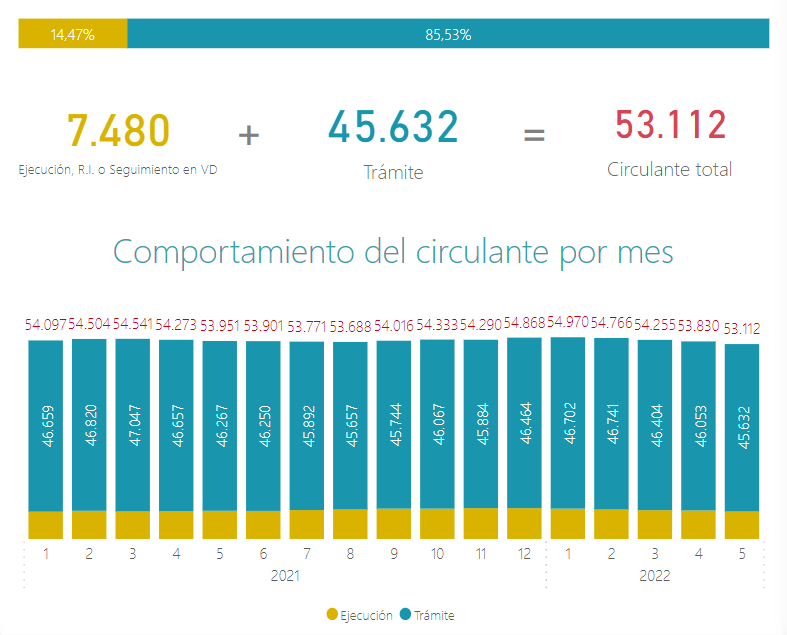 14,47% 85,53%
7.480 + 45.632 = 53.112
Ejecución, R.I. o Seguimiento en VD Trámite Circulante total
Comportamiento del circulante por mes
54.097 54.504 54.541 54.273 53.951 53.901 53.771 53.688 54.016 54.333 54.290 54.868 54.970 54.766 54.255 53.830 53.112
46.659 46.820 47.047 46.657 46.267 46.250 45.892 45.657 45.744 46.067 45.884 46.464 46.702 46.741 46.404 46.053 45.632
1 2 3 4 5 6 7 8 9 10 11 12 1 2 3 4 5
2021 2022
Ejecución Trámite